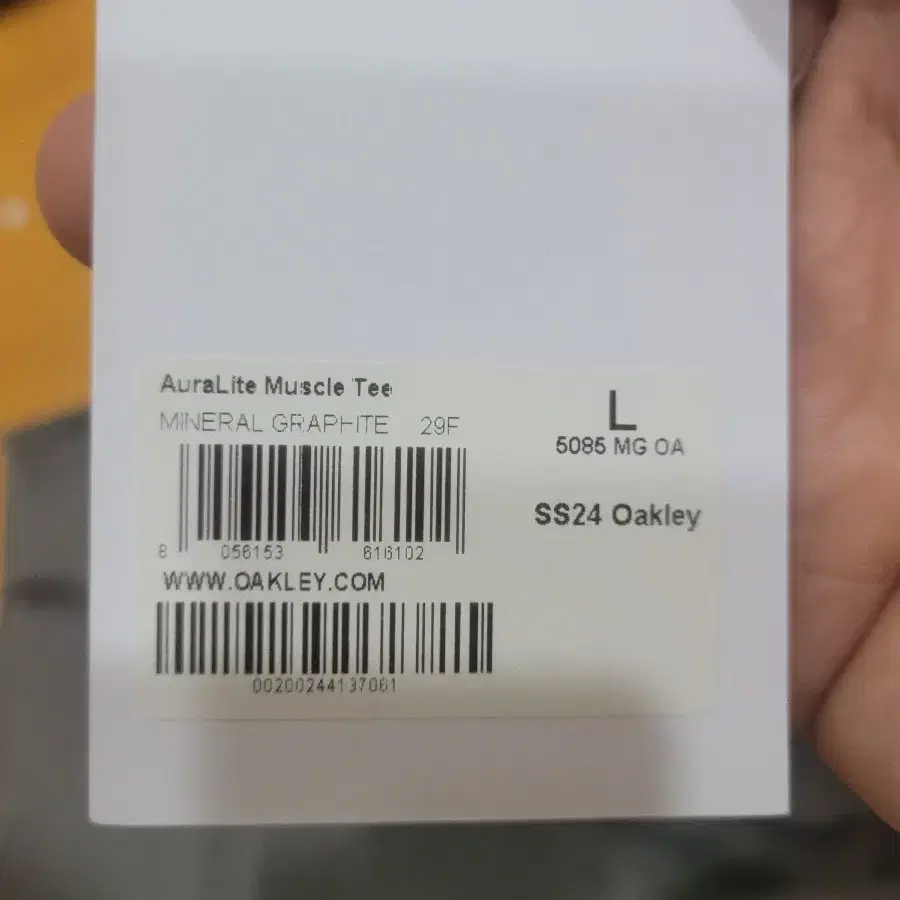 AuraLite Muscle Tee
MINERAL GRAPHITE 29F
L
5085 MG OA
SS24 Oakley
8 056153 616102
WWW.OAKLEY.COM
00200244137061